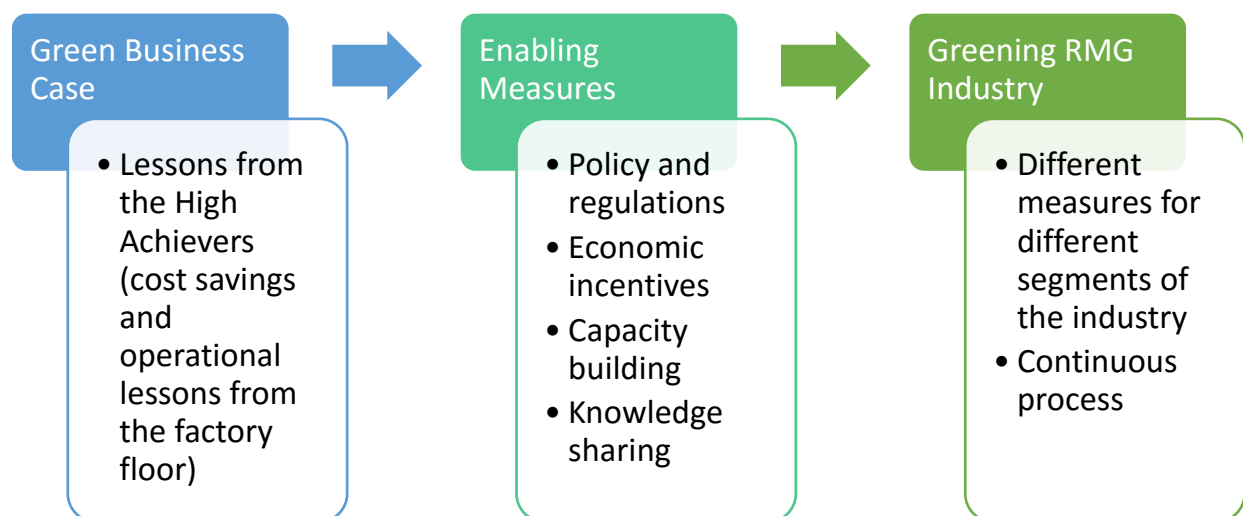 Green Business
Case
• Lessons from
the High
Achievers
(cost savings
and
operational
lessons from
the factory
floor)
Enabling
Measures
• Policy and
regulations
• Economic
incentives
• Capacity
building
• Knowledge
sharing
Greening RMG
Industry
• Different
measures for
different
segments of
the industry
• Continuous
process